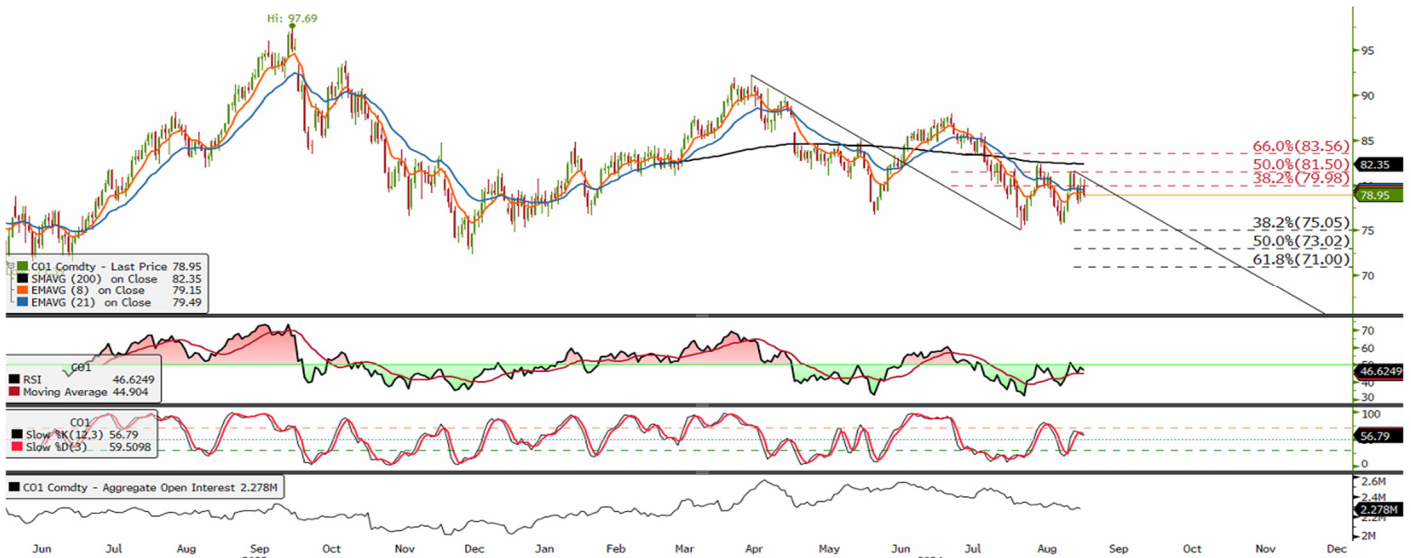 Hi: 97.69
95
90
85
80
75
70
66.0%(83.56)
50.0%(81.50)
38.2%(79.98)
82.35
78.95
38.2%(75.05)
50.0%(73.02)
61.8%(71.00)
CO1 Comdty - Last Price 78.95
SMAVG (200) on Close 82.35
EMAVG (8) on Close 79.15
EMAVG (21) on Close 79.49
CO1
RSI 46.6249
Moving Average 44.904
70
60
50
40
30
46.6249
CO1
Slow %K(12,3) 56.79
Slow %D(3) 59.5098
100
56.79
0
CO1 Comdty - Aggregate Open Interest 2.278M
2.6M
2.4M
2.278M
2.2M
2M
Jun Jul Aug Sep Oct Nov Dec Jan Feb Mar Apr May Jun Jul Aug Sep Oct Nov Dec